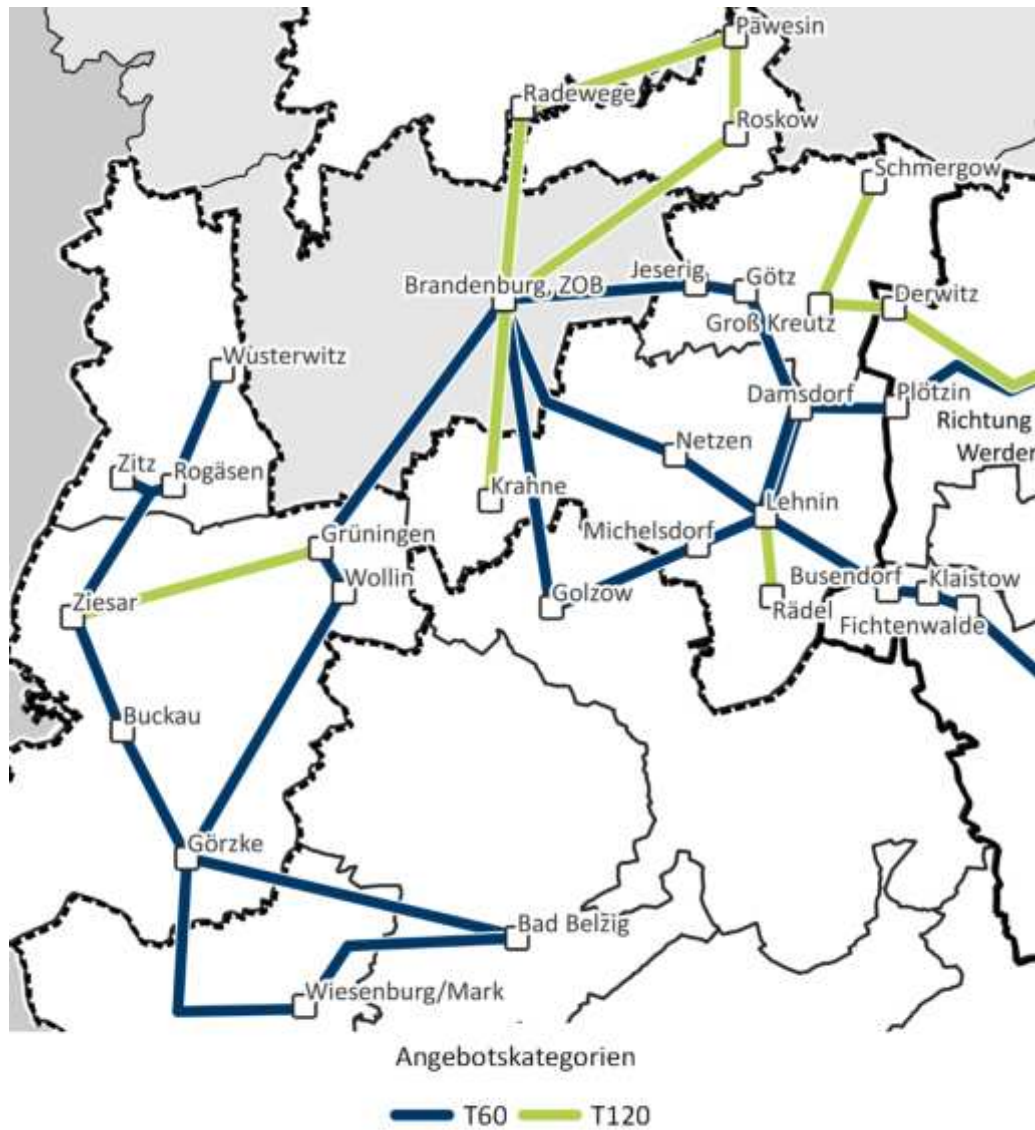 Päwesin
Radewege
Roskow
Schmergow
Jeserig
Götz
Brandenburg, ZOB
Derwitz
Groß Kreutz
Wusterwitz
Damsdorf
Plötzin
Richtung
Werder
Netzen
Zitz
Rogäsen
Krahne
Lehnin
Grüningen
Michelsdorf
Wollin
Busendorf
Klaistow
Ziesar
Golzow
Rädel
Fichtenwalde
Buckau
Görzke
Bad Belzig
Wiesenburg/Mark
Angebotskategorien
T60 T120